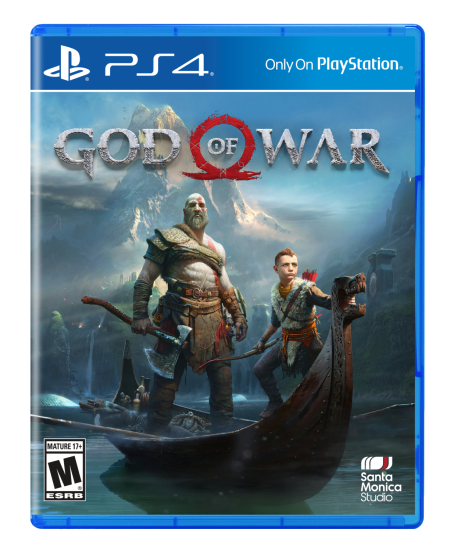 PS4 Only On PlayStation®
GOD OF WAR
MATURE 17+
M
ESRB
Santa
Monica
Studio